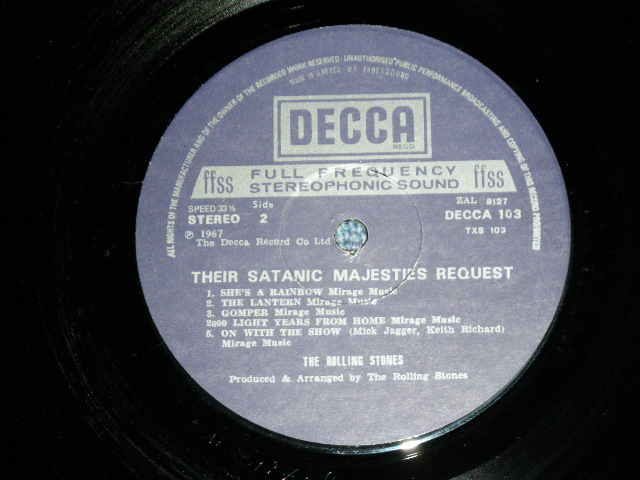 ALL RIGHTS OF THE MANUFACTURER AND OF THE OWNER OF THE RECORDED WORK RESERVED · UNAUTHORISED PUBLIC PERFORMANCE BROADCASTING AND COPYING OF THIS RECORD PROHIBITED
MADE IN GREECE BY FABELSOUND
DECCA
REGD
ffss FULL FREQUENCY STEREOPHONIC SOUND ffss
SPEED 33⅓ Side ZAL 8127
STEREO 2 DECCA 103
℗ 1967 TXS 103
The Decca Record Co Ltd
THEIR SATANIC MAJESTIES REQUEST
1. SHE'S A RAINBOW Mirage Music
2. THE LANTERN Mirage Music
3. GOMPER Mirage Music
2000 LIGHT YEARS FROM HOME Mirage Music
5. ON WITH THE SHOW (Mick Jagger, Keith Richard)
Mirage Music
THE ROLLING STONES
Produced & Arranged by The Rolling Stones